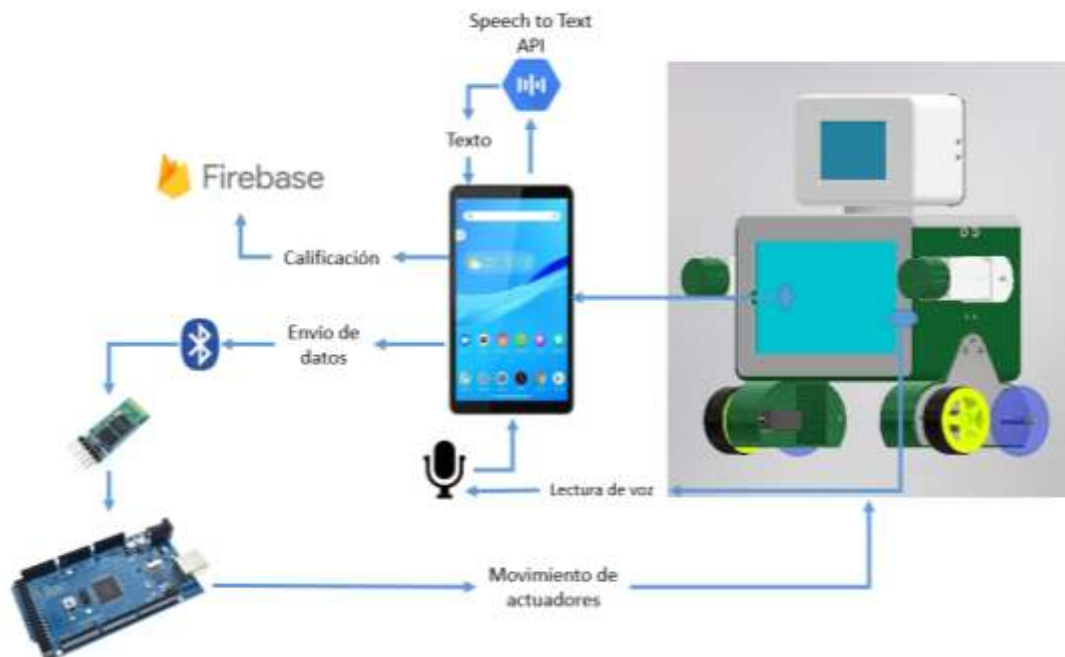 Speech to Text
API
Texto
Firebase
Calificación
Envío de
datos
Lectura de voz
Movimiento de
actuadores